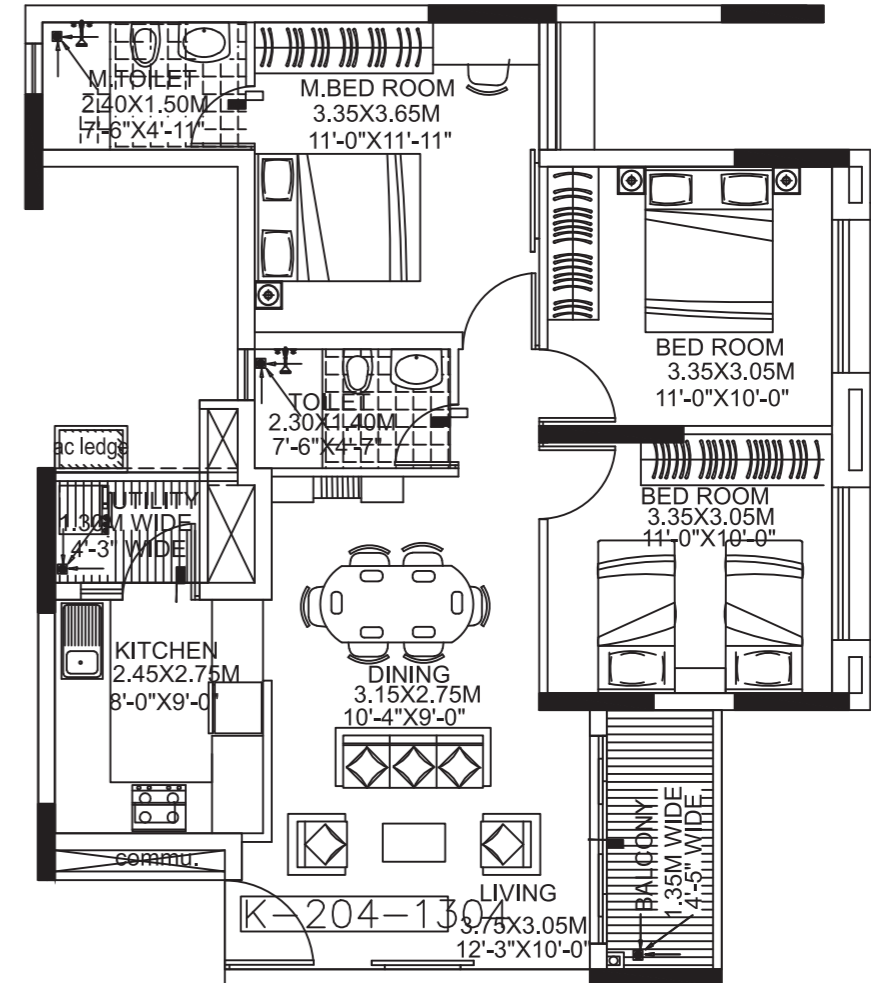 M.TOILET
2.40X1.50M
7'-6"X4'-11"
M.BED ROOM
3.35X3.65M
11'-0"X11'-11"
BED ROOM
3.35X3.05M
11'-0"X10'-0"
TOILET
2.30X1.40M
7'-6"X4'-7"
ac ledge
UTILITY
1.30M WIDE
4'-3" WIDE
BED ROOM
3.35X3.05M
11'-0"X10'-0"
KITCHEN
2.45X2.75M
8'-0"X9'-0"
DINING
3.15X2.75M
10'-4"X9'-0"
commu.
K-204-1304
LIVING
3.75X3.05M
12'-3"X10'-0"
BALCONY
1.35M WIDE
4'-5" WIDE